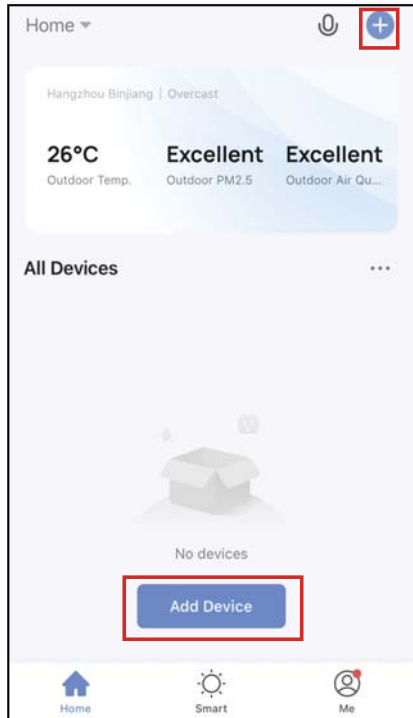 Home
Hangzhou Binjiang | Overcast
26°C Excellent Excellent
Outdoor Temp. Outdoor PM2.5 Outdoor Air Qu...
All Devices
No devices
Add Device
Home Smart Me